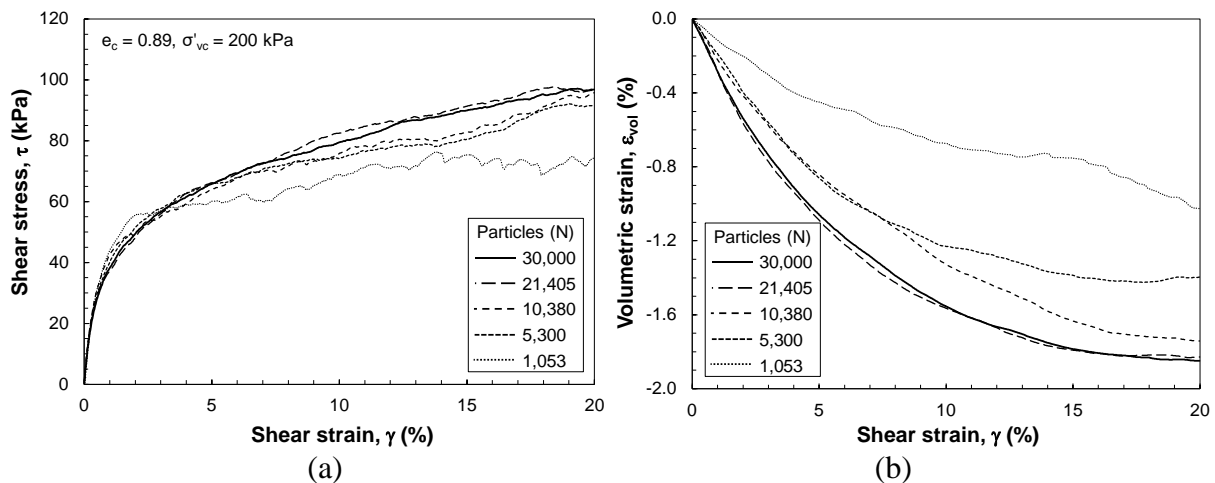 120
100
80
60
40
20
0
Shear stress, τ (kPa)
e_c = 0.89, σ'_vc = 200 kPa
Particles (N)
30,000
21,405
10,380
5,300
1,053
0 5 10 15 20
Shear strain, γ (%)
(a)
0.0
-0.4
-0.8
-1.2
-1.6
-2.0
Volumetric strain, ε_vol (%)
Particles (N)
30,000
21,405
10,380
5,300
1,053
0 5 10 15 20
Shear strain, γ (%)
(b)